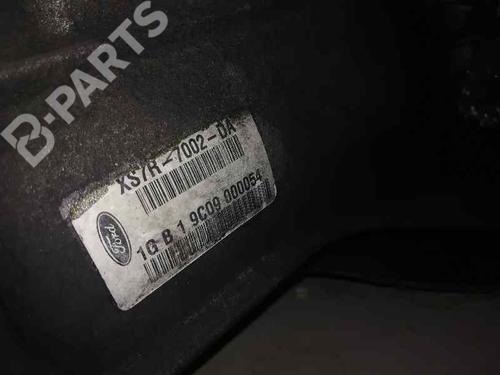 B-PARTS
XS7R-7002-DA
Ford
1G B 1 9C09 000054